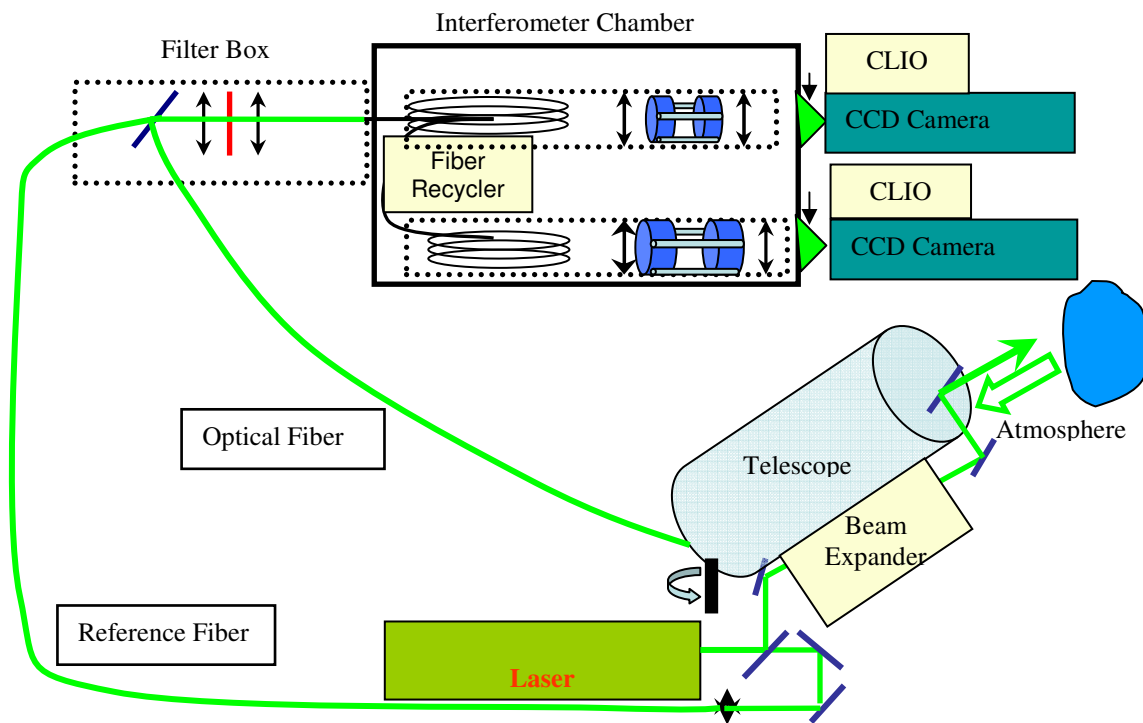 Interferometer Chamber
Filter Box
CLIO
CCD Camera
Fiber
Recycler
CLIO
CCD Camera
Optical Fiber
Telescope
Atmosphere
Beam
Expander
Reference Fiber
Laser